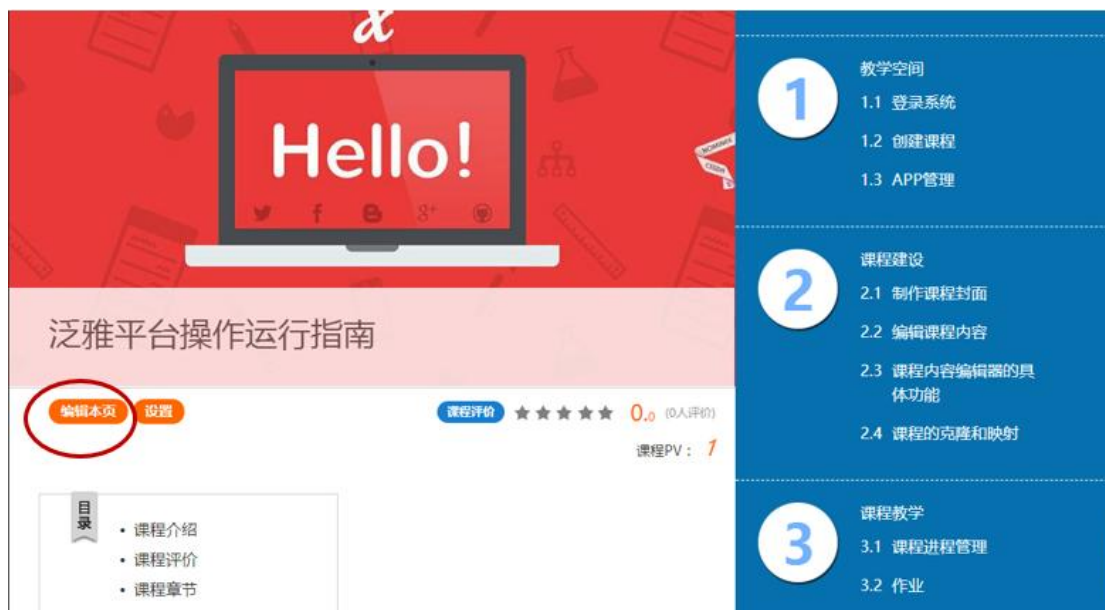 x
Hello!
泛雅平台操作运行指南
编辑本页
设置
课程评价
0.0
(0人评价)
课程PV：
1
目录
• 课程介绍
• 课程评价
• 课程章节
1
教学空间
1.1 登录系统
1.2 创建课程
1.3 APP管理
2
课程建设
2.1 制作课程封面
2.2 编辑课程内容
2.3 课程内容编辑器的具
体功能
2.4 课程的克隆和映射
3
课程教学
3.1 课程进程管理
3.2 作业